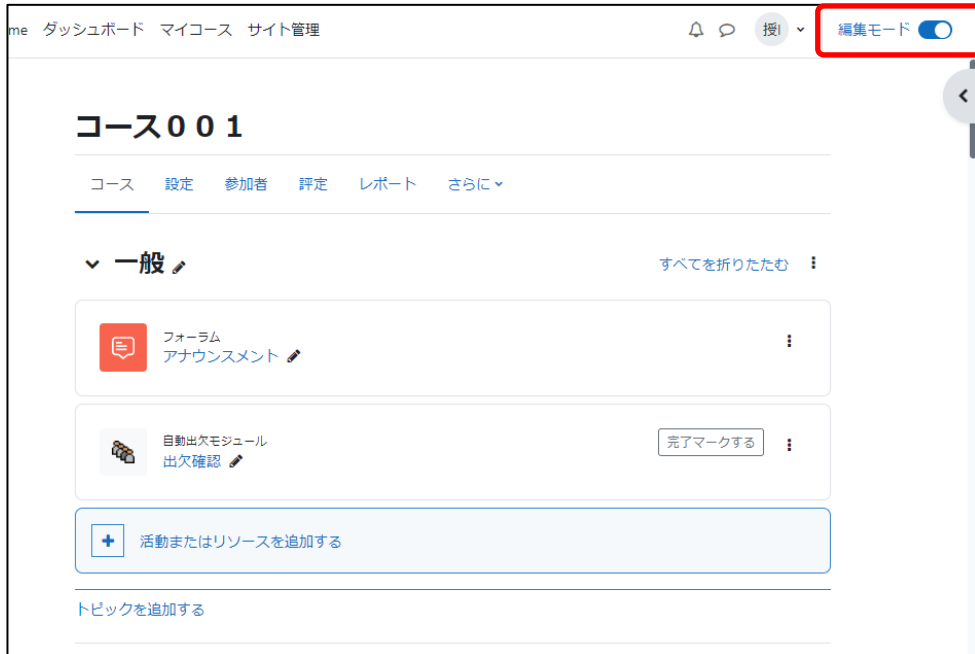 me ダッシュボード マイコース サイト管理 授I 編集モード
コース００１
コース 設定 参加者 評定 レポート さらに
一般 すべてを折りたたむ
フォーラム
アナウンスメント
自動出欠モジュール
出欠確認
完了マークする
活動またはリソースを追加する
トピックを追加する